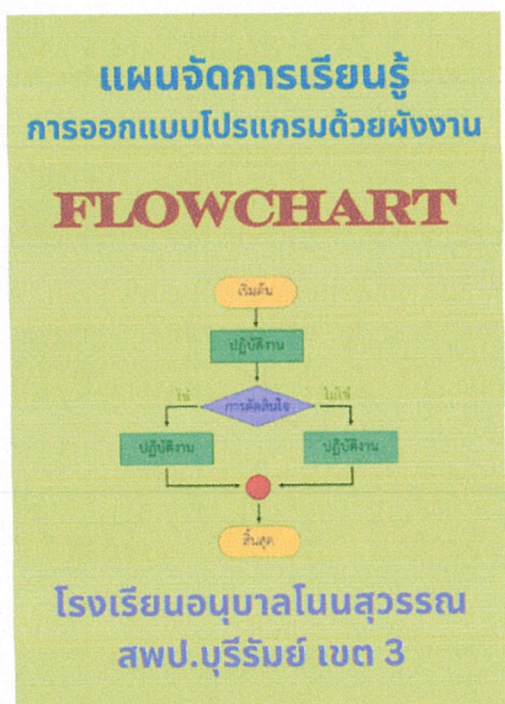 แผนจัดการเรียนรู้
การออกแบบโปรแกรมด้วยผังงาน
FLOWCHART
เริ่มต้น
ปฏิบัติงาน
ใช่
การตัดสินใจ
ไม่ใช่
ปฏิบัติงาน
ปฏิบัติงาน
สิ้นสุด
โรงเรียนอนุบาลโนนสุวรรณ
สพป.บุรีรัมย์ เขต 3